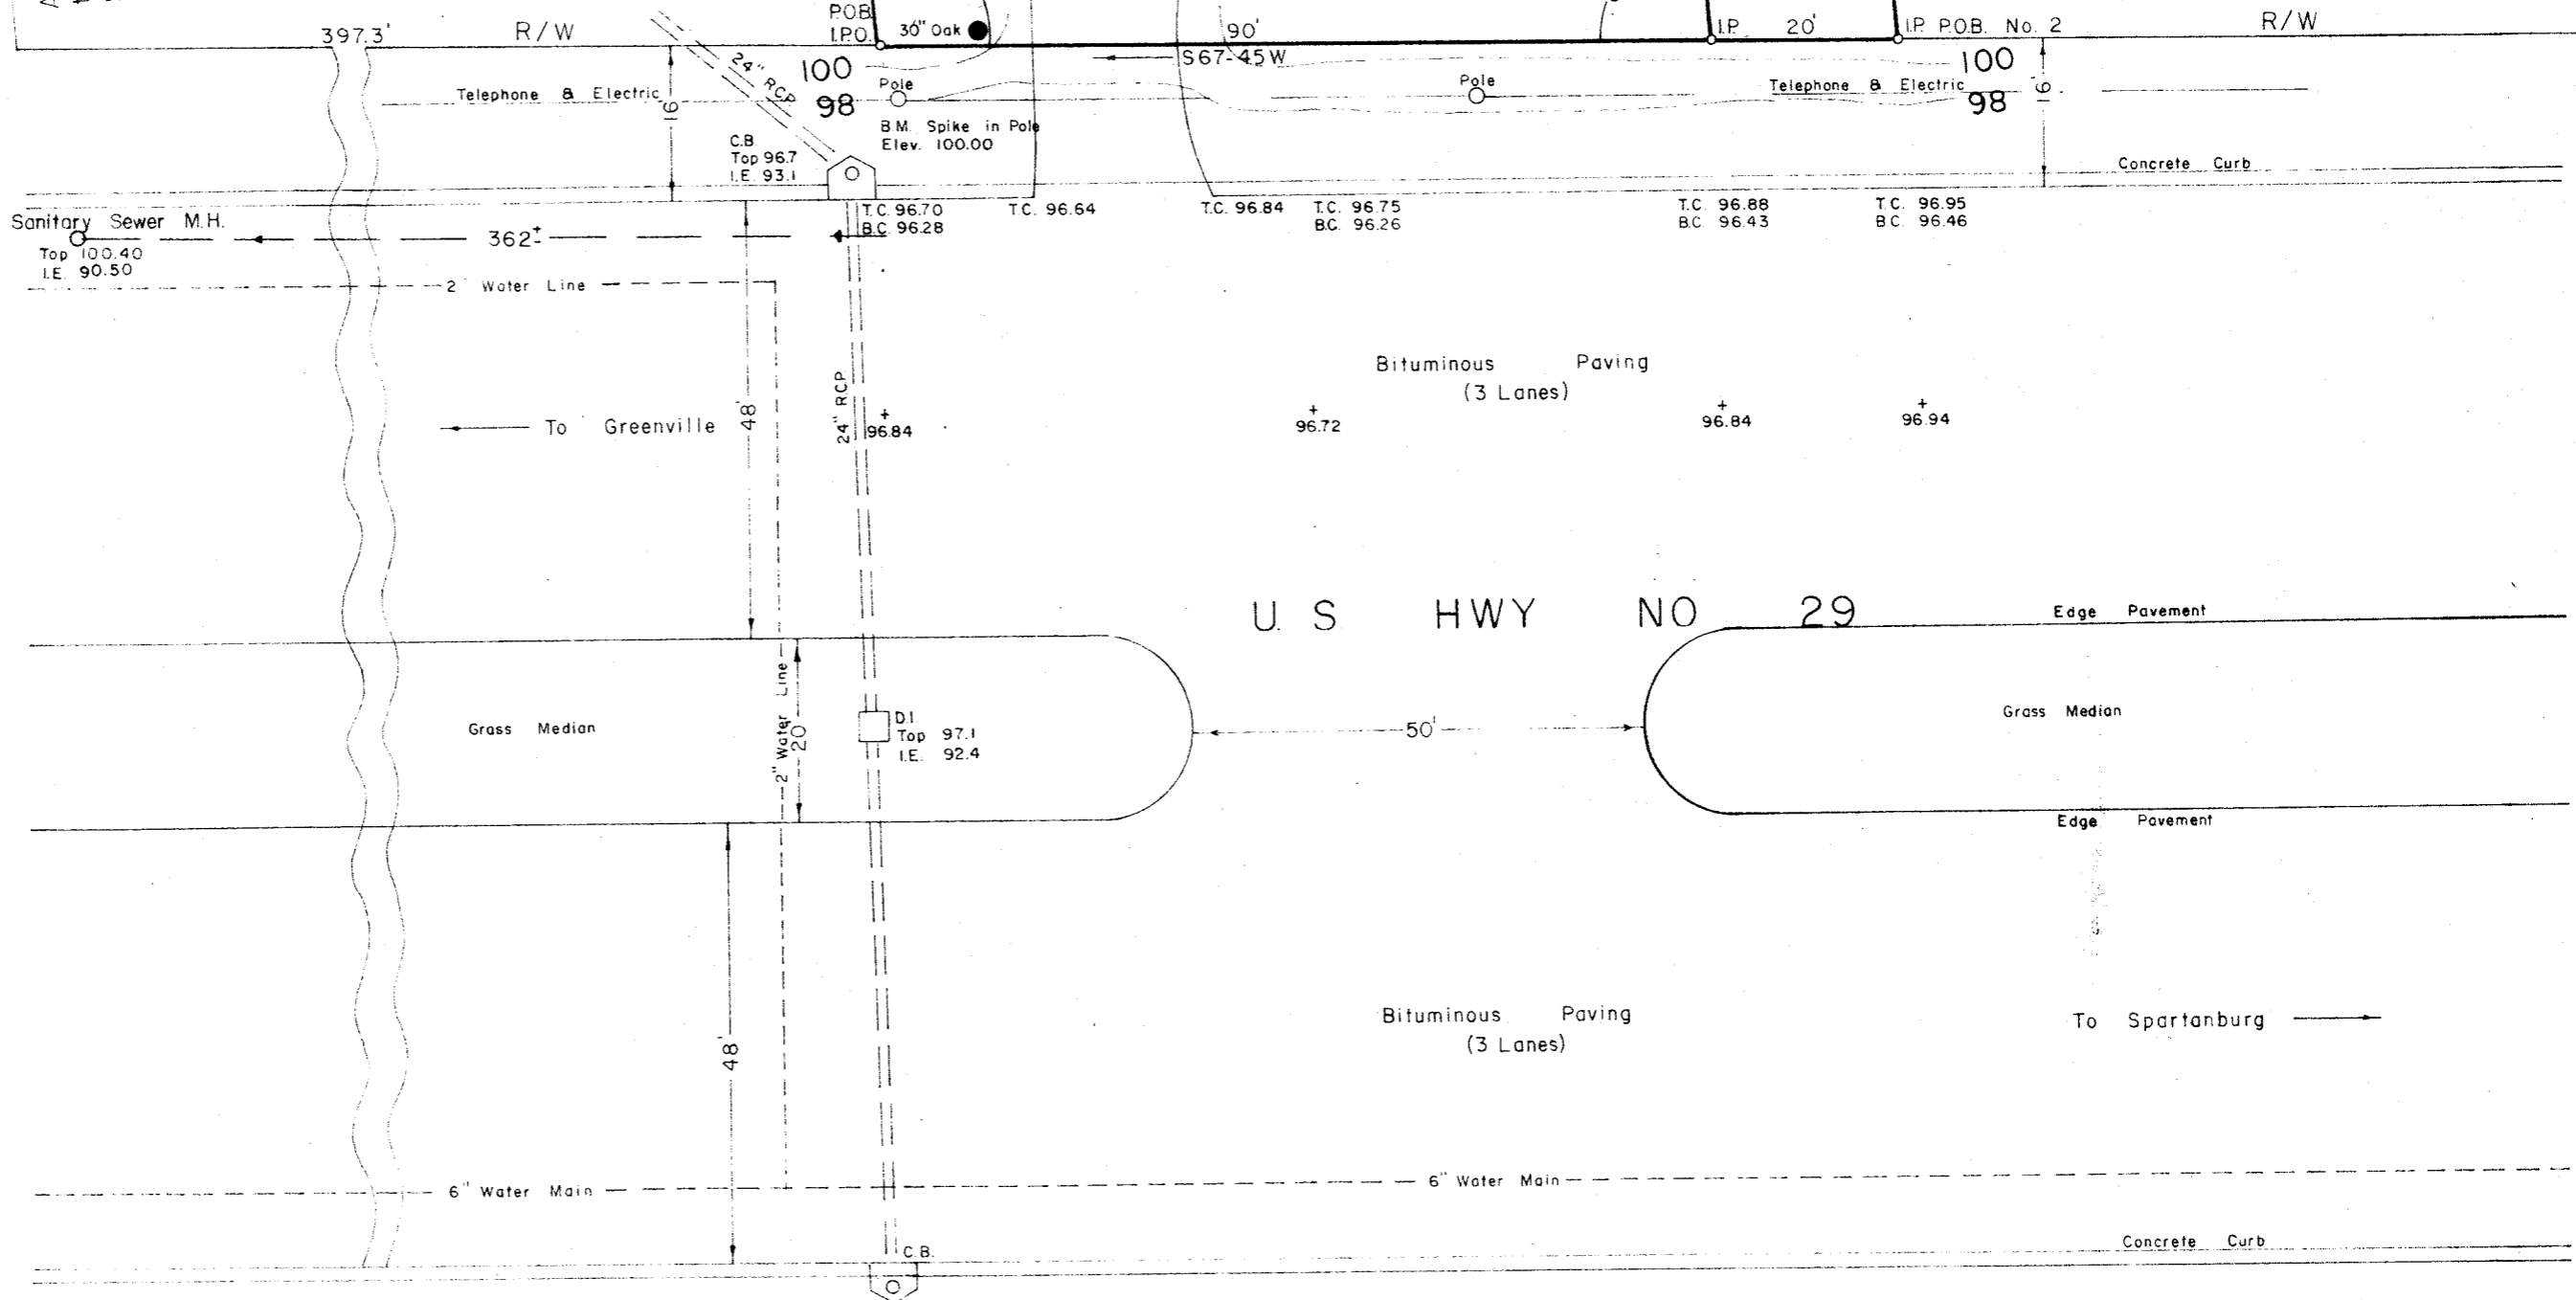 397.3'
R/W
P.O.B.
I.P.O.
30" Oak
90'
I.P.
20'
I.P. P.O.B. No. 2
R/W
S67-45W
24" R.C.P.
100
98
Telephone & Electric
16'
Pole
Pole
Telephone & Electric
100
98
16'
B.M. Spike in Pole
Elev. 100.00
C.B.
Top 96.7
I.E. 93.1
Concrete Curb
Sanitary Sewer M.H.
Top 100.40
I.E. 90.50
362±
T.C. 96.70
B.C. 96.28
T.C. 96.64
T.C. 96.84
T.C. 96.75
B.C. 96.26
T.C. 96.88
B.C. 96.43
T.C. 96.95
B.C. 96.46
2" Water Line
Bituminous Paving
(3 Lanes)
To Greenville
48'
24" R.C.P.
96.84
96.72
96.84
96.94
U. S HWY NO 29
Edge Pavement
Grass Median
2" Water Line
20'
D.I.
Top 97.1
I.E. 92.4
50'
Grass Median
Edge Pavement
48'
Bituminous Paving
(3 Lanes)
To Spartanburg
6" Water Main
6" Water Main
C.B.
Concrete Curb